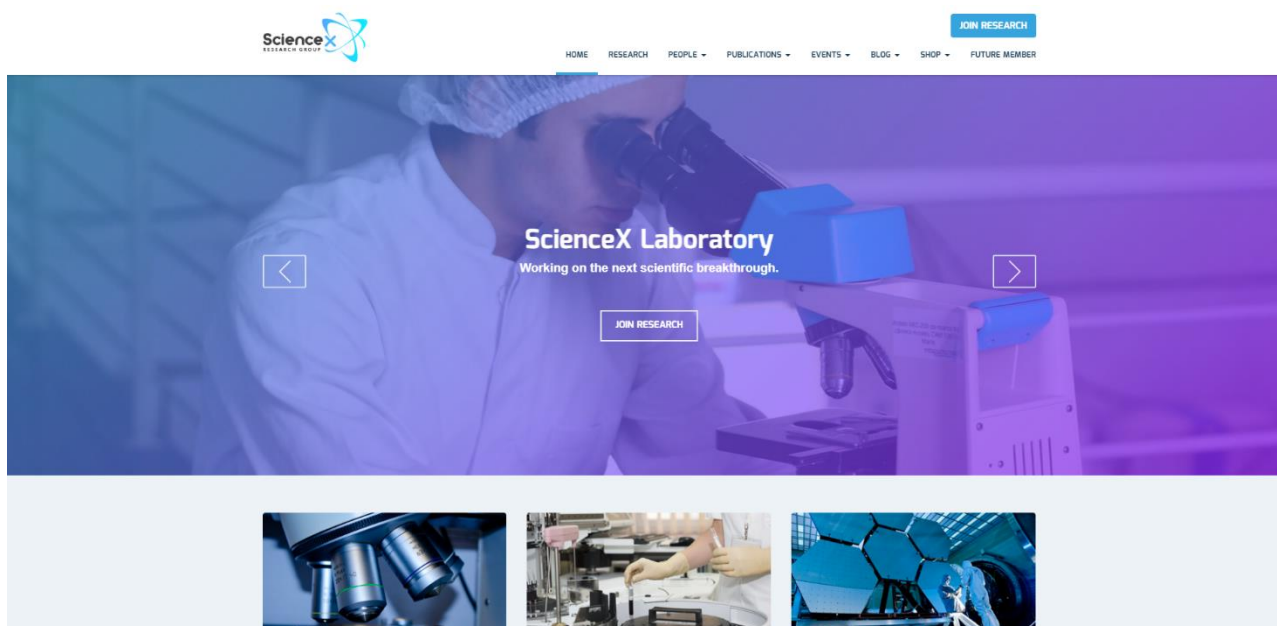 ScienceX
RESEARCH GROUP
JOIN RESEARCH
HOME RESEARCH PEOPLE PUBLICATIONS EVENTS BLOG SHOP FUTURE MEMBER
ScienceX Laboratory
Working on the next scientific breakthrough.
JOIN RESEARCH